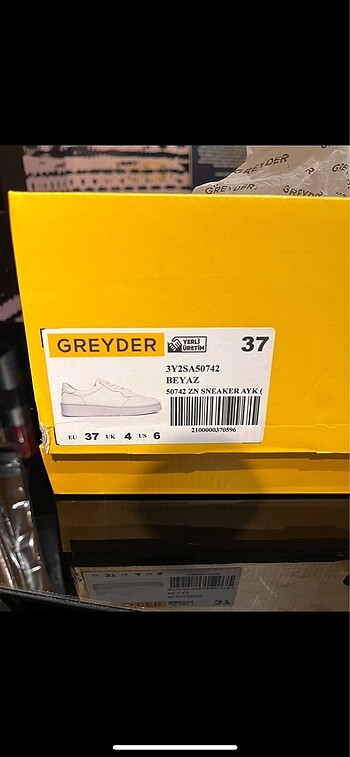 GREYDER
GREYDER
GREYDER
GREYDER YERLİ ÜRETİM 37
3Y2SA50742
BEYAZ
50742 ZN SNEAKER AYK (
2100000370596
EU 37 UK 4 US 6